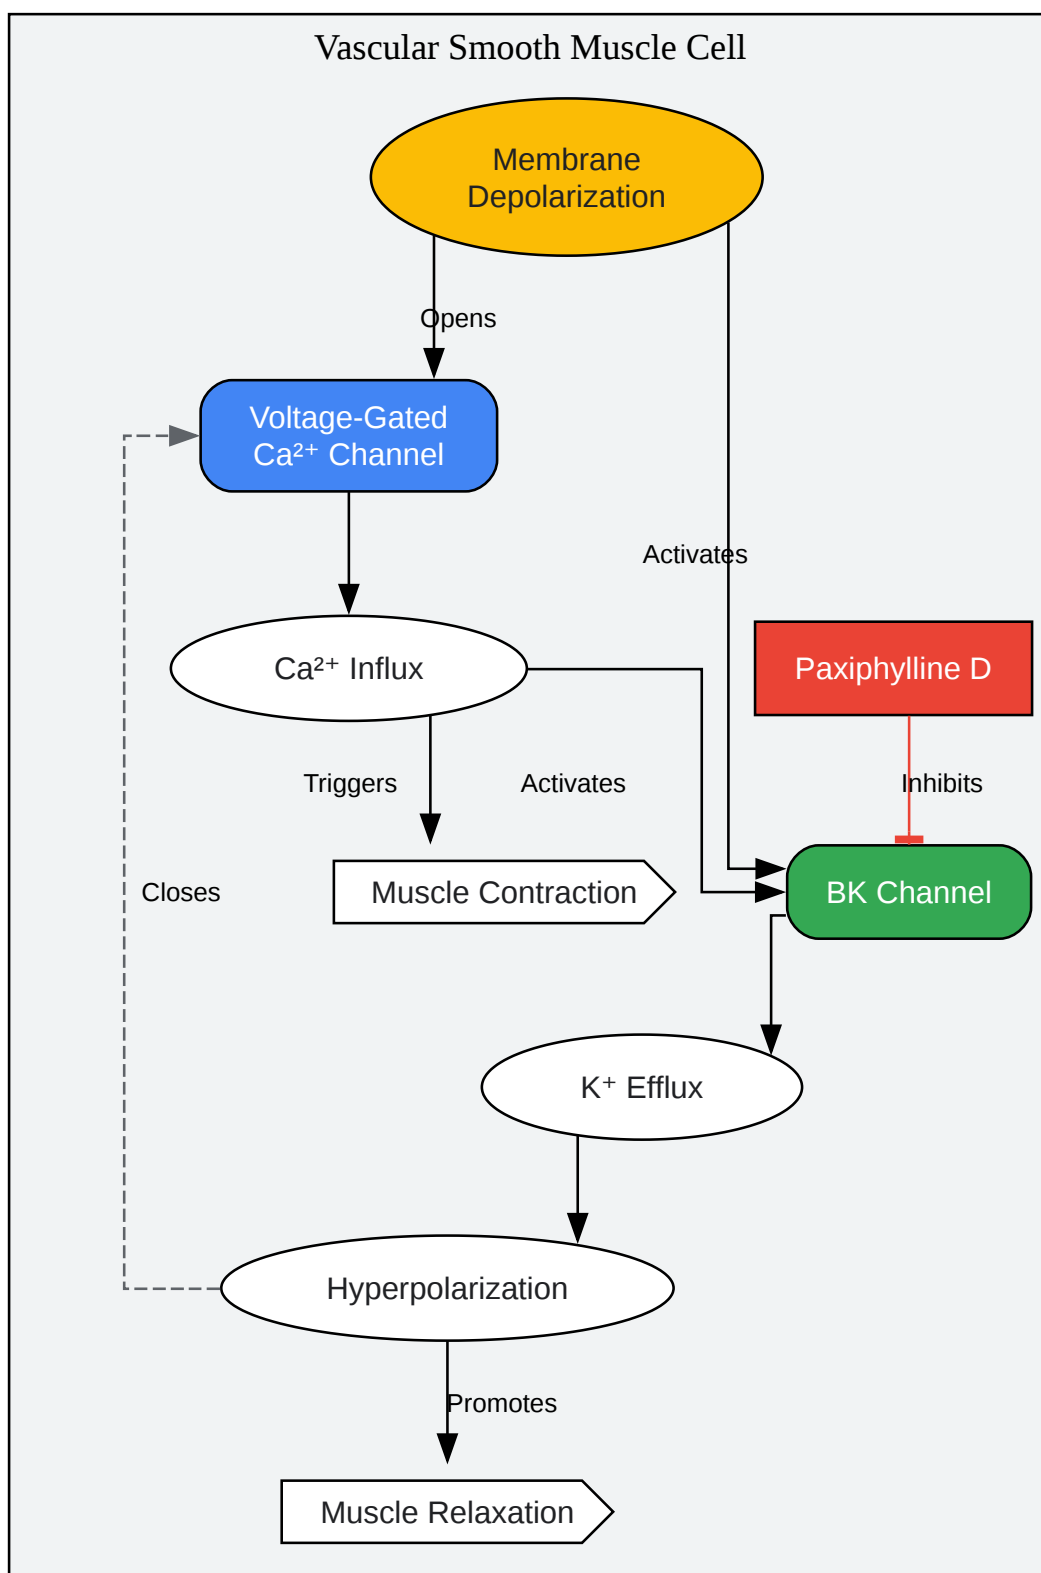 Vascular Smooth Muscle Cell
Membrane
Depolarization
Opens
Voltage-Gated
Ca²⁺ Channel
Activates
Ca²⁺ Influx
Paxiphylline D
Triggers
Activates
Inhibits
Closes
Muscle Contraction
BK Channel
K⁺ Efflux
Hyperpolarization
Promotes
Muscle Relaxation